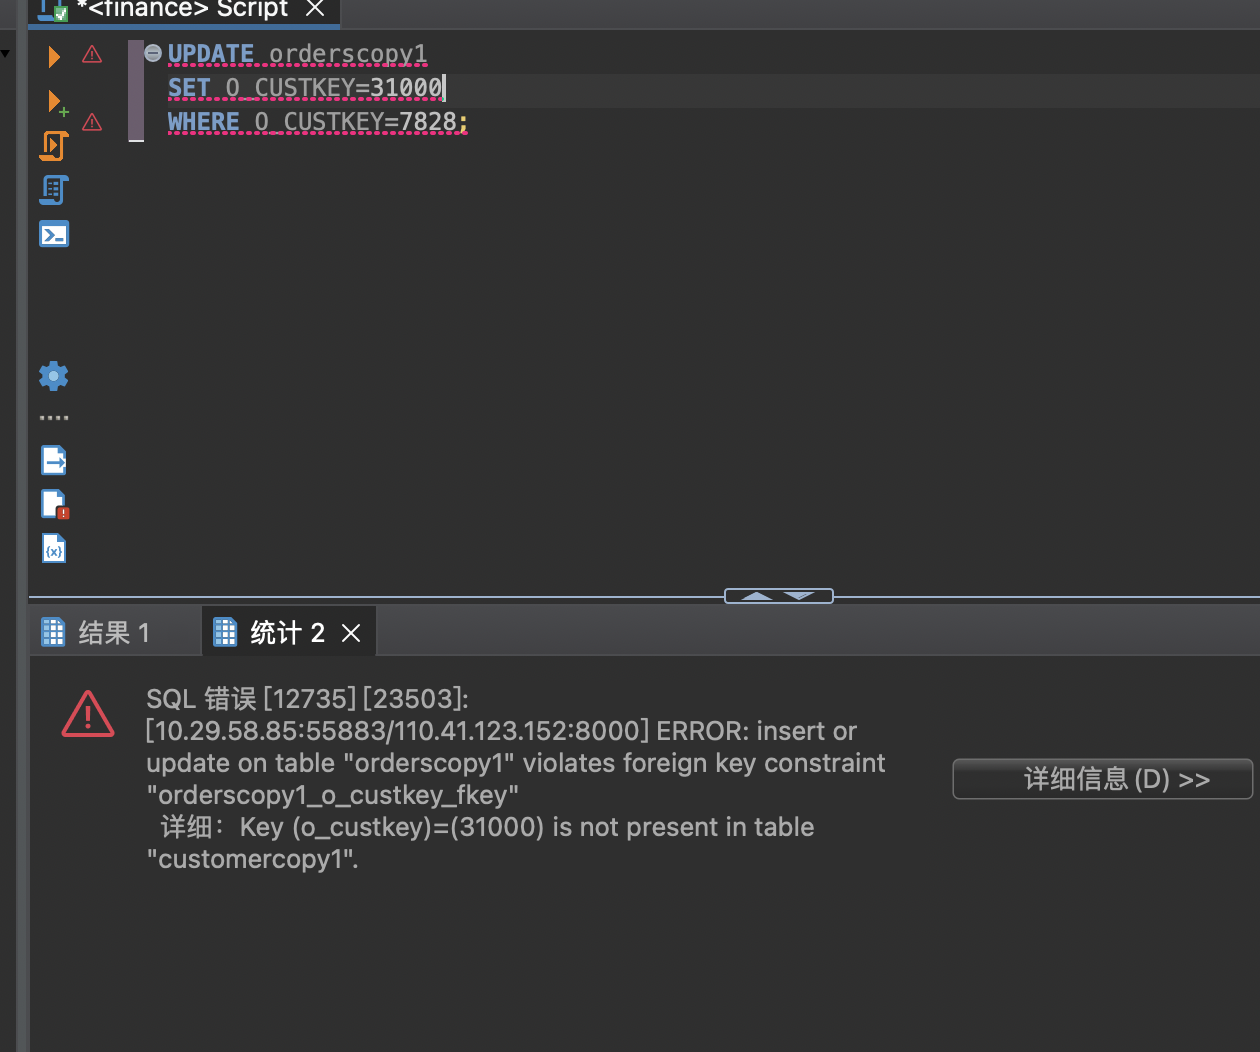 *<finance> Script
UPDATE orderscopy1
SET O_CUSTKEY=31000
WHERE O_CUSTKEY=7828;
结果 1
统计 2
SQL 错误 [12735] [23503]:
[10.29.58.85:55883/110.41.123.152:8000] ERROR: insert or
update on table "orderscopy1" violates foreign key constraint
"orderscopy1_o_custkey_fkey"
详细：Key (o_custkey)=(31000) is not present in table
"customercopy1".
详细信息 (D) >>